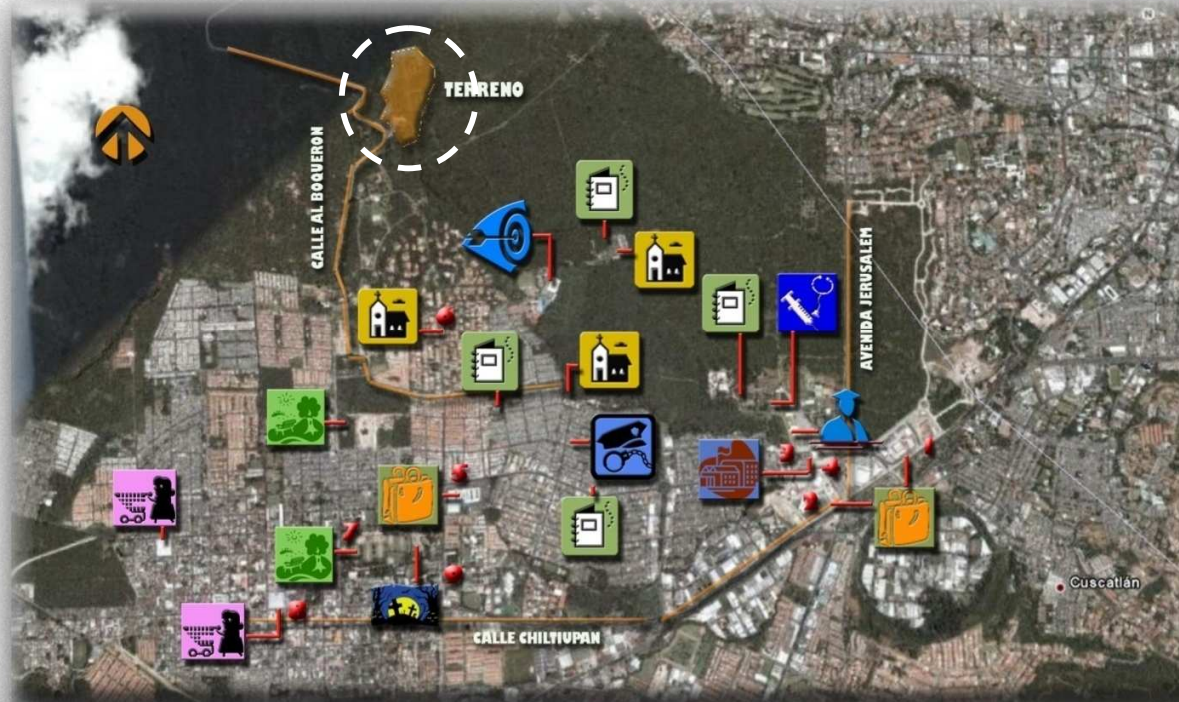 TERRENO
CALLE AL BOQUERON
AVENIDA JERUSALEM
Cuscatlán
CALLE CHILTIUPAN